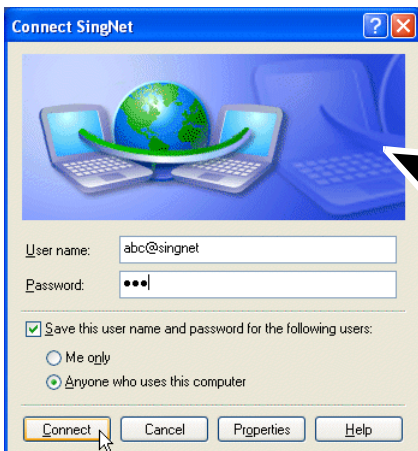 Connect SingNet
User name: abc@singnet
Password: •••
Save this user name and password for the following users:
Me only
Anyone who uses this computer
Connect Cancel Properties Help